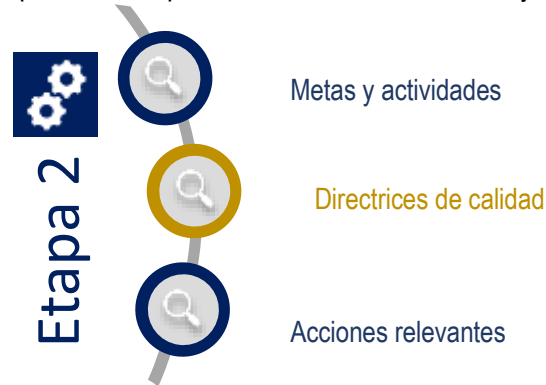 Metas y actividades
Etapa 2
Directrices de calidad
Acciones relevantes